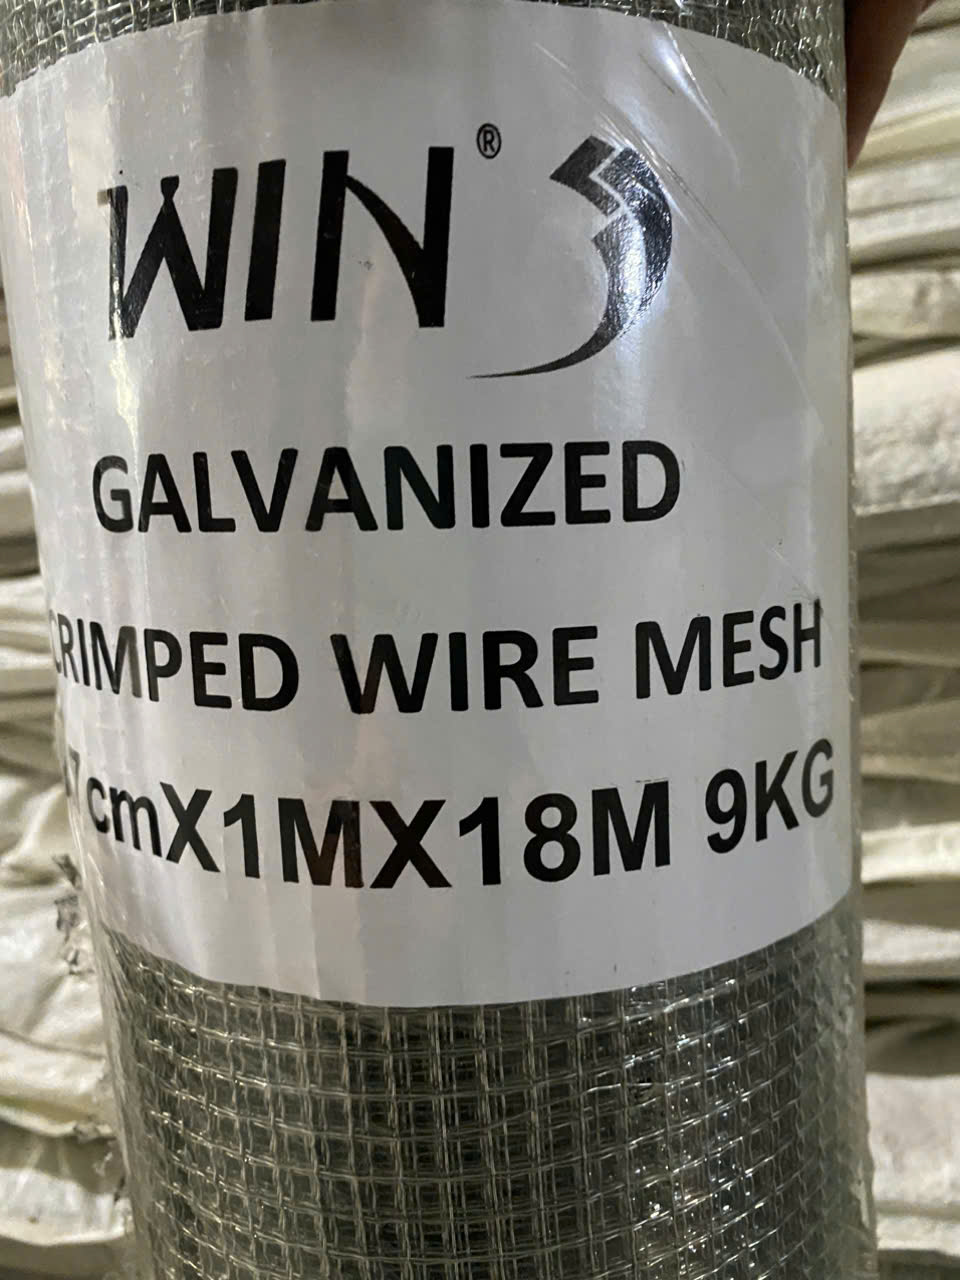 WIN®
GALVANIZED
CRIMPED WIRE MESH
cmX1MX18M 9KG